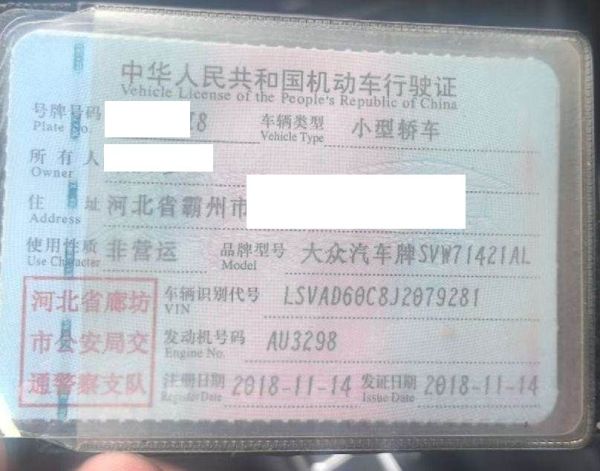 中华人民共和国机动车行驶证
Vehicle License of the People's Republic of China
号牌号码 I8 车辆类型 小型轿车
Plate No. Vehicle Type
所有人
Owner
住址 河北省霸州市
Address
使用性质 非营运 品牌型号 大众汽车牌SVW71421AL
Use Character Model
河北省廊坊
市公安局交
通警察支队
车辆识别代号 LSVAD60C8J2079281
VIN
发动机号码 AU3298
Engine No.
注册日期 2018-11-14 发证日期 2018-11-14
Register Date Issue Date